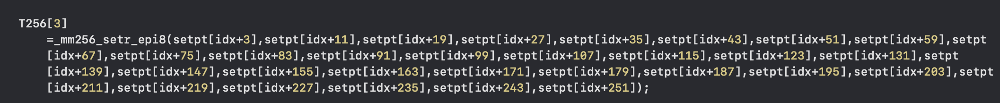 T256[3]
=_mm256_setr_epi8(setpt[idx+3],setpt[idx+11],setpt[idx+19],setpt[idx+27],setpt[idx+35],setpt[idx+43],setpt[idx+51],setpt[idx+59],setpt
[idx+67],setpt[idx+75],setpt[idx+83],setpt[idx+91],setpt[idx+99],setpt[idx+107],setpt[idx+115],setpt[idx+123],setpt[idx+131],setpt
[idx+139],setpt[idx+147],setpt[idx+155],setpt[idx+163],setpt[idx+171],setpt[idx+179],setpt[idx+187],setpt[idx+195],setpt[idx+203],setpt
[idx+211],setpt[idx+219],setpt[idx+227],setpt[idx+235],setpt[idx+243],setpt[idx+251]);